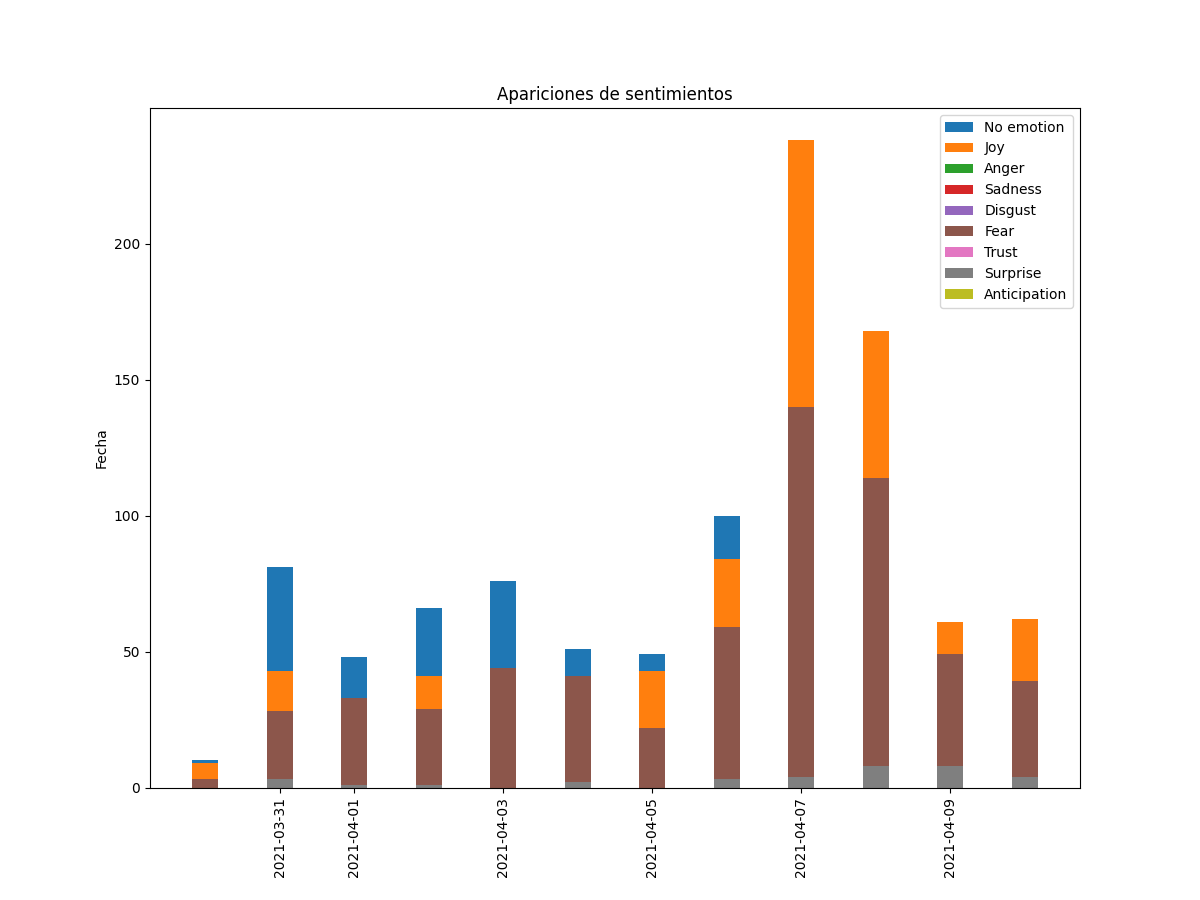 Apariciones de sentimientos
No emotion
Joy
Anger
Sadness
Disgust
Fear
Trust
Surprise
Anticipation
Fecha
200
150
100
50
0
2021-03-31
2021-04-01
2021-04-03
2021-04-05
2021-04-07
2021-04-09